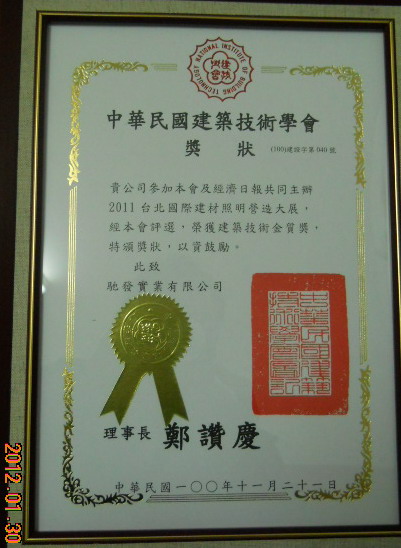 NATIONAL INSTITUTE OF BUILDING TECHNOLOGY
中華民國建築技術學會
獎 狀 (100)建證字第040號
貴公司參加本會及經濟日報共同主辦
2011台北國際建材照明營造大展，
經本會評選，榮獲建築技術金質獎，
特頒獎狀，以資鼓勵。
此致
馳發實業有限公司
理事長 鄭讚慶
中華民國一○○年十一月二十一日
2012.01.30